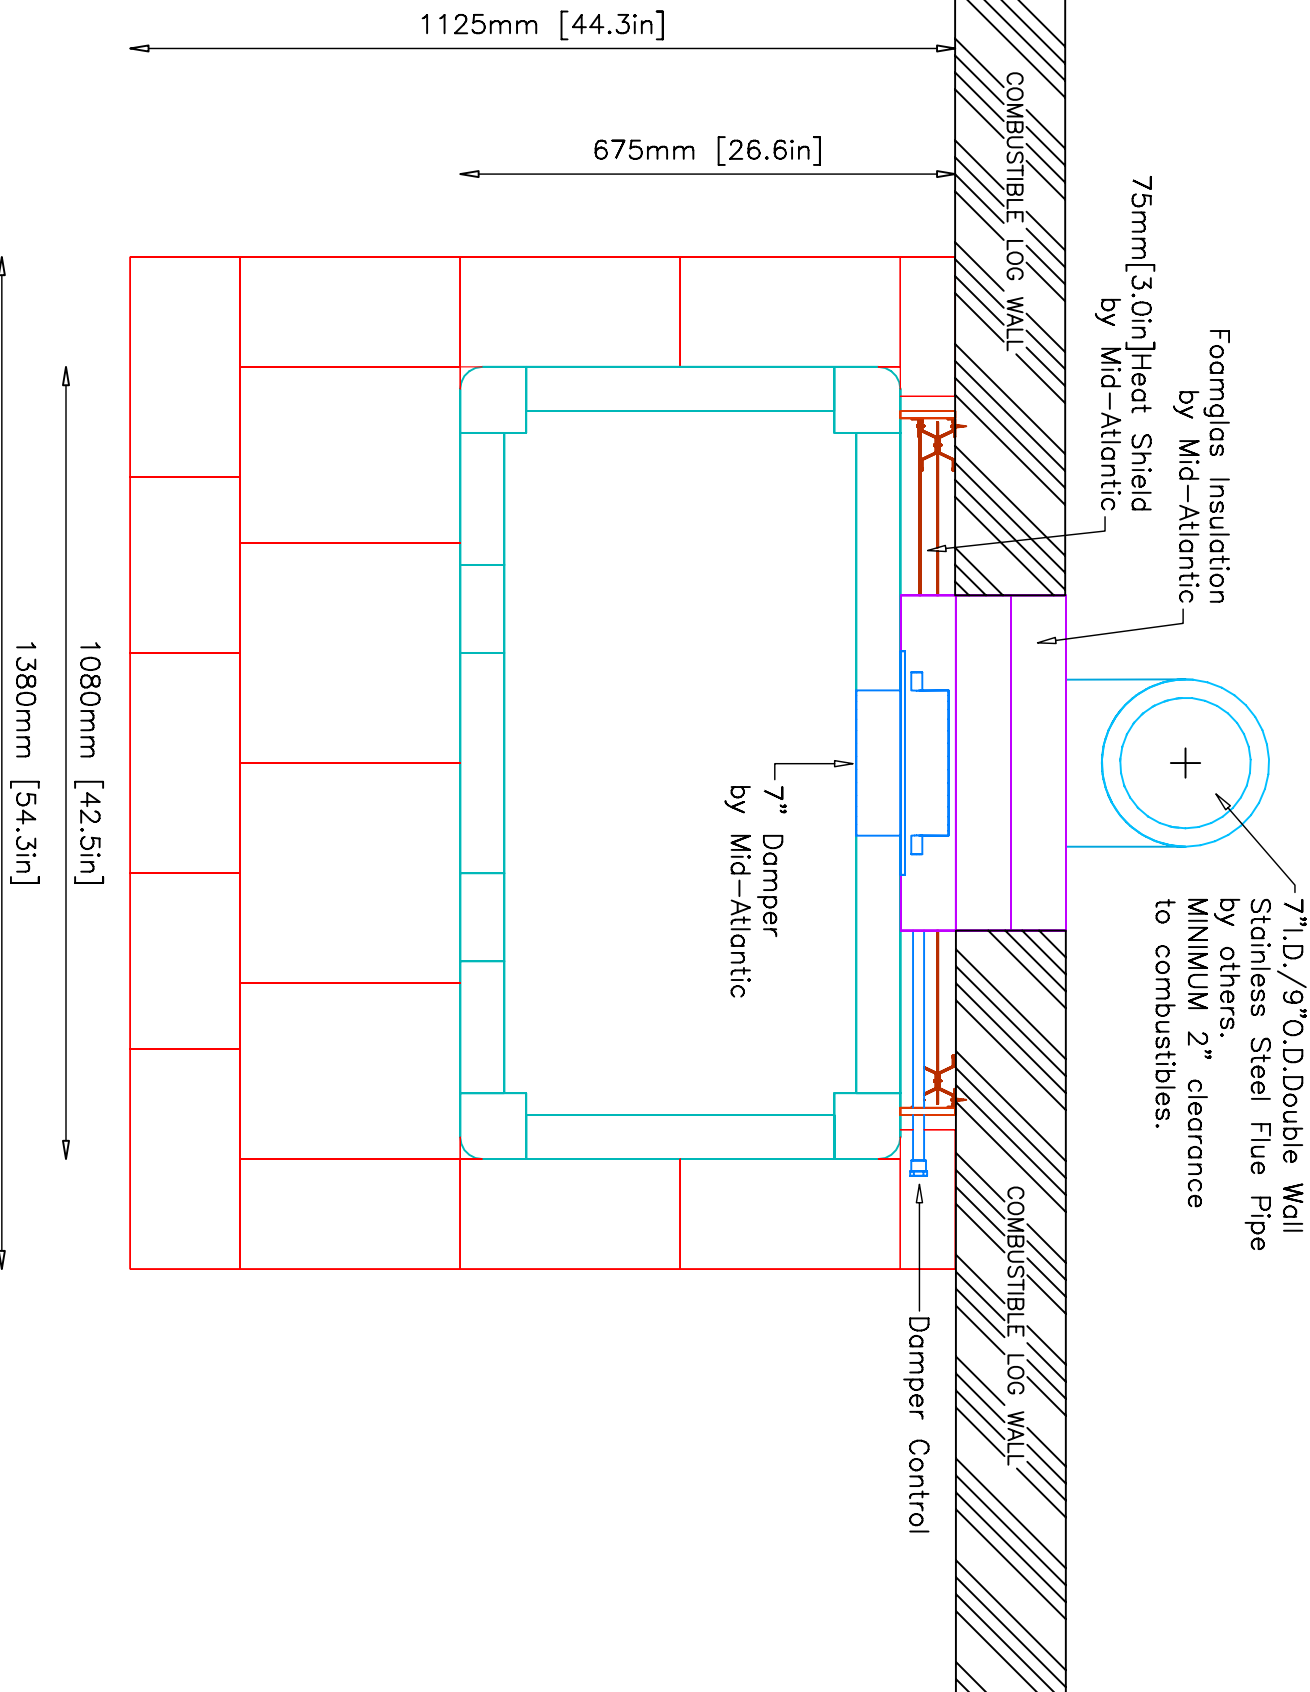 7”I.D./9”O.D.Double Wall
Stainless Steel Flue Pipe
by others.
MINIMUM 2” clearance
to combustibles.
Foamglas Insulation
by Mid-Atlantic
75mm[3.0in]Heat Shield
by Mid-Atlantic
COMBUSTIBLE LOG WALL
COMBUSTIBLE LOG WALL
Damper Control
7” Damper
by Mid-Atlantic
675mm [26.6in]
1125mm [44.3in]
1080mm [42.5in]
1380mm [54.3in]